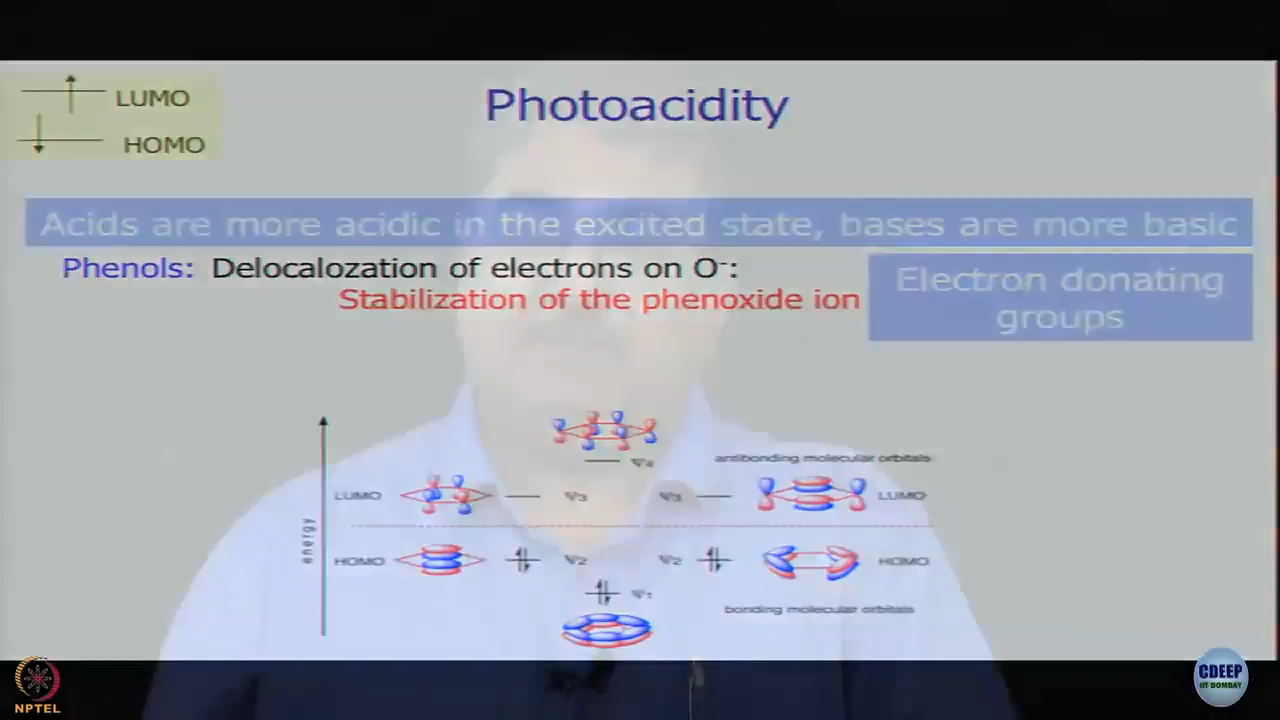 LUMO
HOMO
Photoacidity
Acids are more acidic in the excited state, bases are more basic
Phenols: Delocalozation of electrons on O⁻:
Stabilization of the phenoxide ion
Electron donating
groups
energy
Ψ4
antibonding molecular orbitals
LUMO Ψ3 Ψ3 LUMO
HOMO Ψ2 Ψ2 HOMO
Ψ1
bonding molecular orbitals
NPTEL
CDEEP
IIT BOMBAY